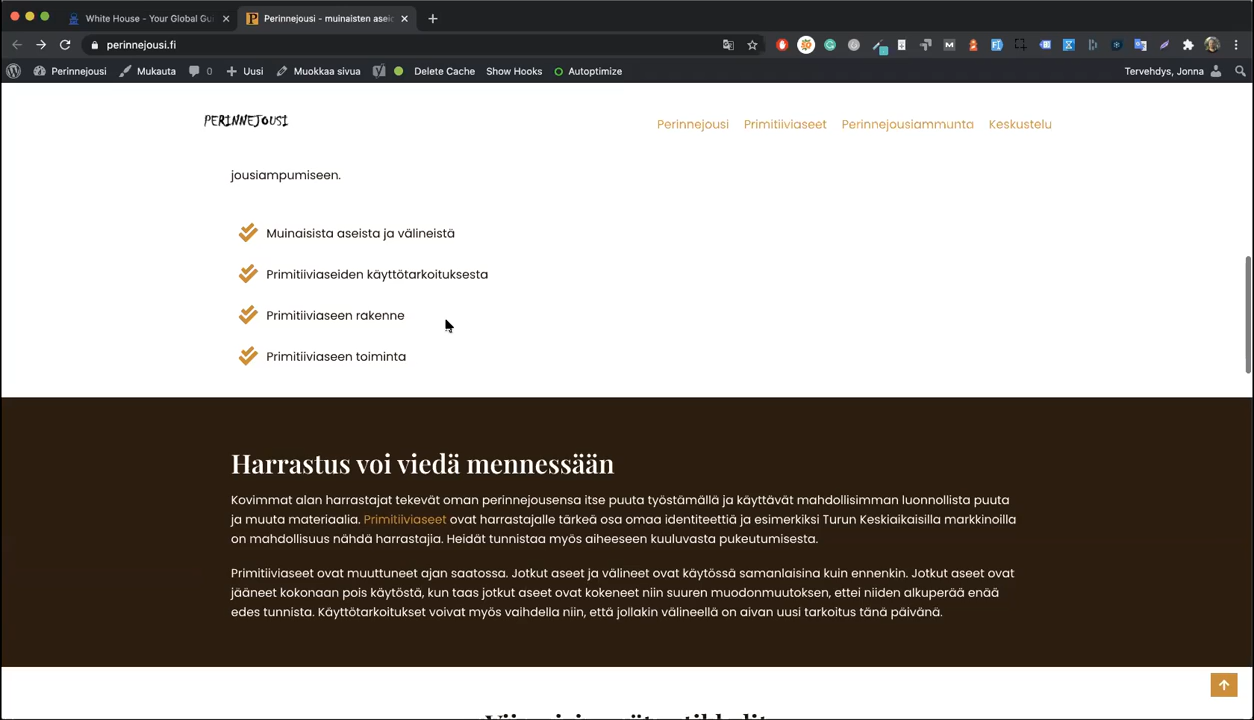 White House - Your Global Gui
Perinnejousi - muinaisten asei
perinnejousi.fi
Perinnejousi
Mukauta
0
Uusi
Muokkaa sivua
Delete Cache
Show Hooks
Autoptimize
Tervehdys, Jonna
PERINNEJOUSI
Perinnejousi
Primitiiviaseet
Perinnejousiammunta
Keskustelu
jousiampumiseen.
Muinaisista aseista ja välineistä
Primitiiviaseiden käyttötarkoituksesta
Primitiiviaseen rakenne
Primitiiviaseen toiminta
Harrastus voi viedä mennessään
Kovimmat alan harrastajat tekevät oman perinnejousensa itse puuta työstämällä ja käyttävät mahdollisimman luonnollista puuta
ja muuta materiaalia. Primitiiviaseet ovat harrastajalle tärkeä osa omaa identiteettiä ja esimerkiksi Turun Keskiaikaisilla markkinoilla
on mahdollisuus nähdä harrastajia. Heidät tunnistaa myös aiheeseen kuuluvasta pukeutumisesta.
Primitiiviaseet ovat muuttuneet ajan saatossa. Jotkut aseet ja välineet ovat käytössä samanlaisina kuin ennenkin. Jotkut aseet ovat
jääneet kokonaan pois käytöstä, kun taas jotkut aseet ovat kokeneet niin suuren muodonmuutoksen, ettei niiden alkuperää enää
edes tunnista. Käyttötarkoitukset voivat myös vaihdella niin, että jollakin välineellä on aivan uusi tarkoitus tänä päivänä.